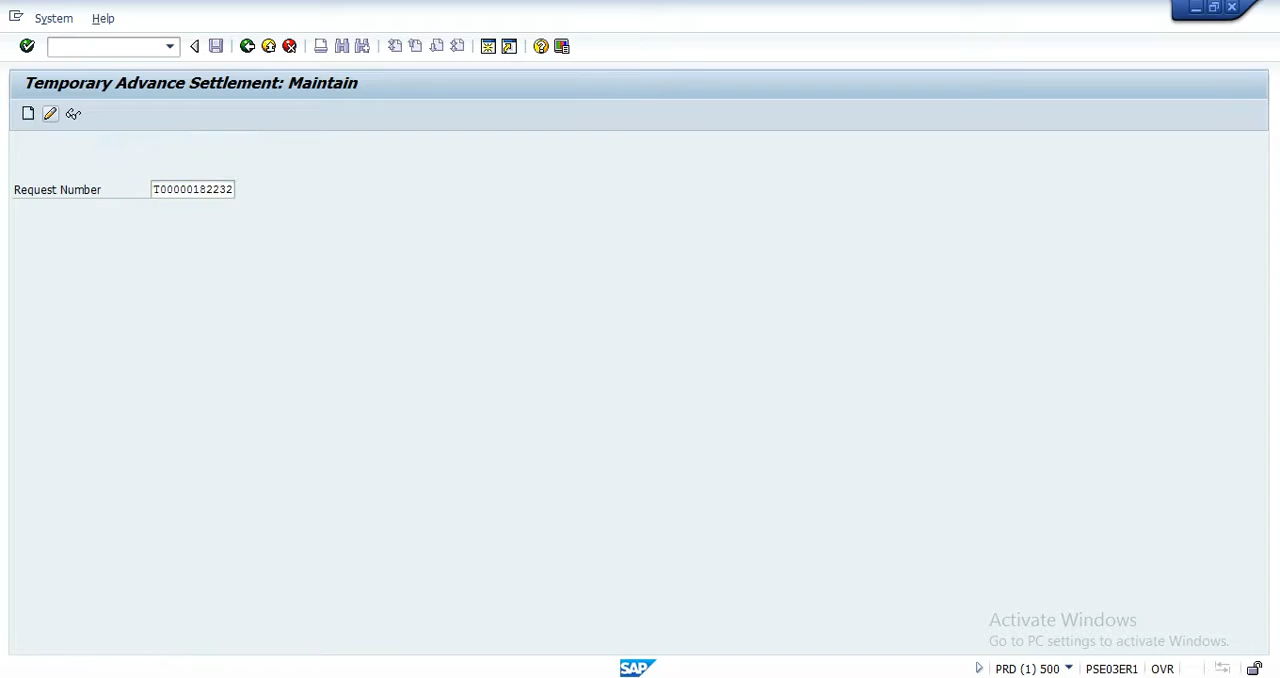 System Help
Temporary Advance Settlement: Maintain
Request Number T00000182232
Activate Windows
Go to PC settings to activate Windows.
SAP PRD (1) 500 PSE03ER1 OVR